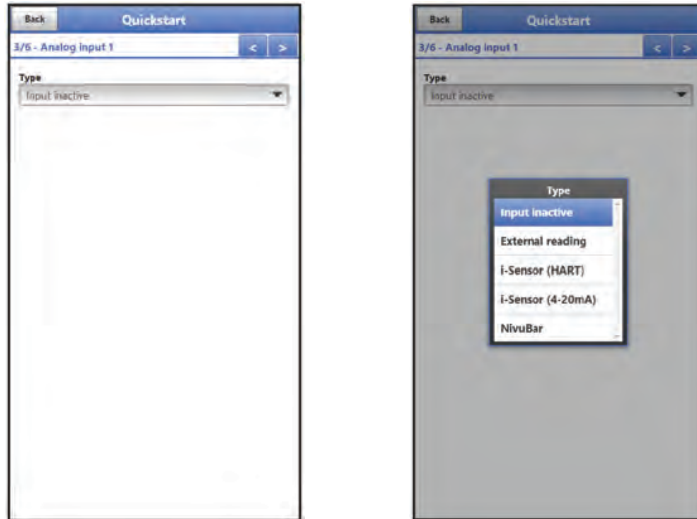 Back Quickstart
3/6 - Analog input 1 < >
Type
Input inactive
Back Quickstart
3/6 - Analog input 1 < >
Type
Input inactive
Type
Input inactive
External reading
i-Sensor (HART)
i-Sensor (4-20mA)
NivuBar